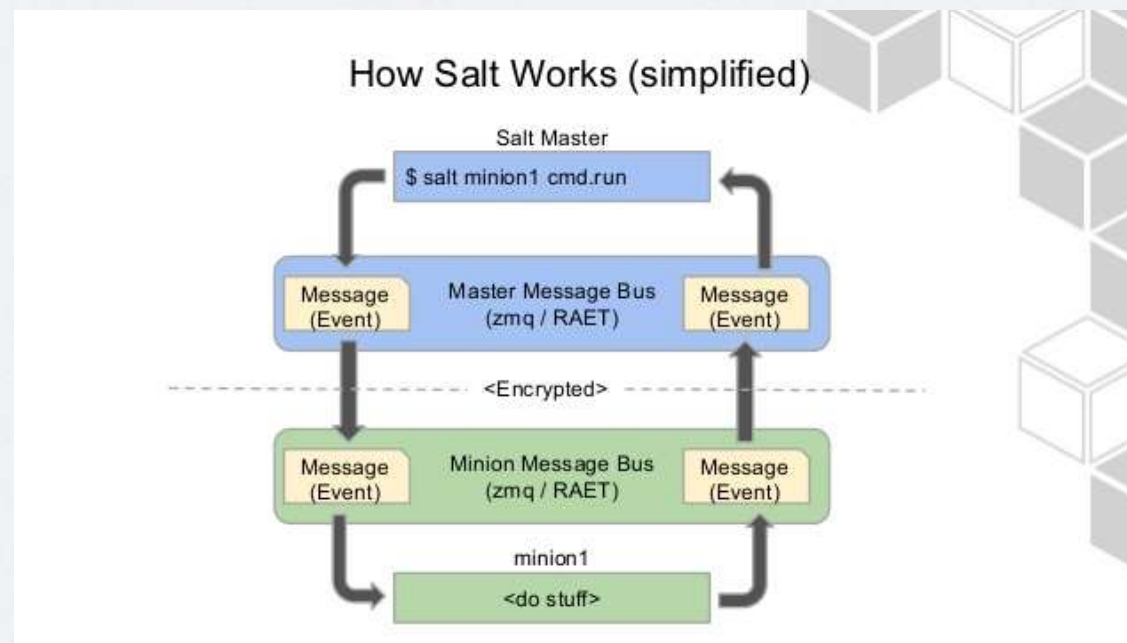 How Salt Works (simplified)
Salt Master
$ salt minion1 cmd.run
Message
(Event)
Master Message Bus
(zmq / RAET)
Message
(Event)
<Encrypted>
Message
(Event)
Minion Message Bus
(zmq / RAET)
Message
(Event)
minion1
<do stuff>